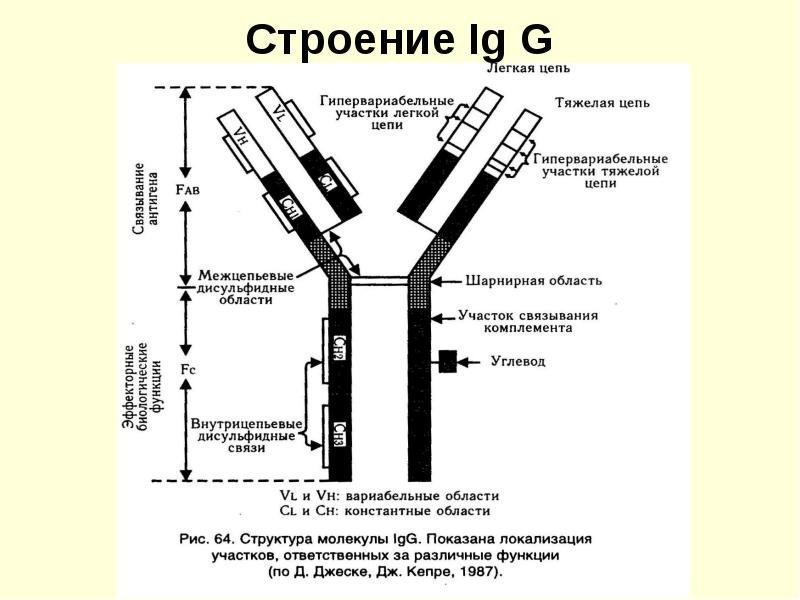 Строение Ig G
Легкая цепь
Гипервариабельные
участки легкой
цепи
Тяжелая цепь
VH
VL
Гипервариабельные
участки тяжелой
цепи
Связывание
антигена
FAB
CL
CH1
Межцепьевые
дисульфидные
области
Шарнирная область
Участок связывания
комплемента
Эффекторные
биологические
функции
Fc
CH2
Углевод
Внутрицепьевые
дисульфидные
связи
CH3
VL и VH: вариабельные области
CL и CH: константные области
Рис. 64. Структура молекулы IgG. Показана локализация
участков, ответственных за различные функции
(по Д. Джеске, Дж. Кепре, 1987).